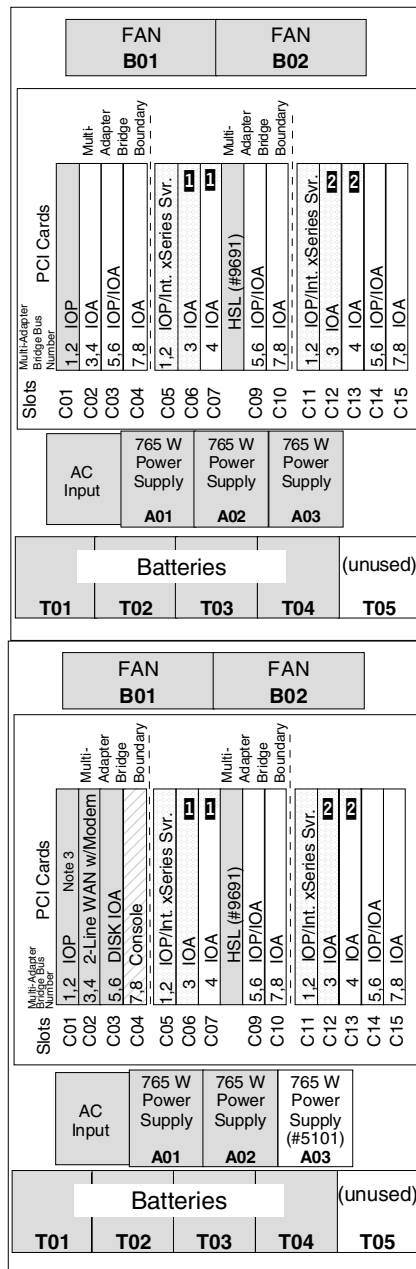 FAN
B01
FAN
B02
Slots
Multi-Adapter
Bridge Bus
Number
PCI Cards
Multi-
Adapter
Bridge
Boundary
Multi-
Adapter
Bridge
Boundary
C01 1,2 IOP
C02 3,4 IOA
C03 5,6 IOP/IOA
C04 7,8 IOA
C05 1,2 IOP/Int. xSeries Svr.
C06 3 IOA 1
C07 4 IOA 1
HSL (#9691)
C09 5,6 IOP/IOA
C10 7,8 IOA
C11 1,2 IOP/Int. xSeries Svr.
C12 3 IOA 2
C13 4 IOA 2
C14 5,6 IOP/IOA
C15 7,8 IOA
AC
Input
765 W
Power
Supply
A01
765 W
Power
Supply
A02
765 W
Power
Supply
A03
Batteries
(unused)
T01 T02 T03 T04 T05
FAN
B01
FAN
B02
Slots
Multi-Adapter
Bridge Bus
Number
PCI Cards
Multi-
Adapter
Bridge
Boundary
Multi-
Adapter
Bridge
Boundary
C01 1,2 IOP Note 3
C02 3,4 2-Line WAN w/Modem
C03 5,6 DISK IOA
C04 7,8 Console
C05 1,2 IOP/Int. xSeries Svr.
C06 3 IOA 1
C07 4 IOA 1
HSL (#9691)
C09 5,6 IOP/IOA
C10 7,8 IOA
C11 1,2 IOP/Int. xSeries Svr.
C12 3 IOA 2
C13 4 IOA 2
C14 5,6 IOP/IOA
C15 7,8 IOA
AC
Input
765 W
Power
Supply
A01
765 W
Power
Supply
A02
765 W
Power
Supply
(#5101)
A03
Batteries
(unused)
T01 T02 T03 T04 T05